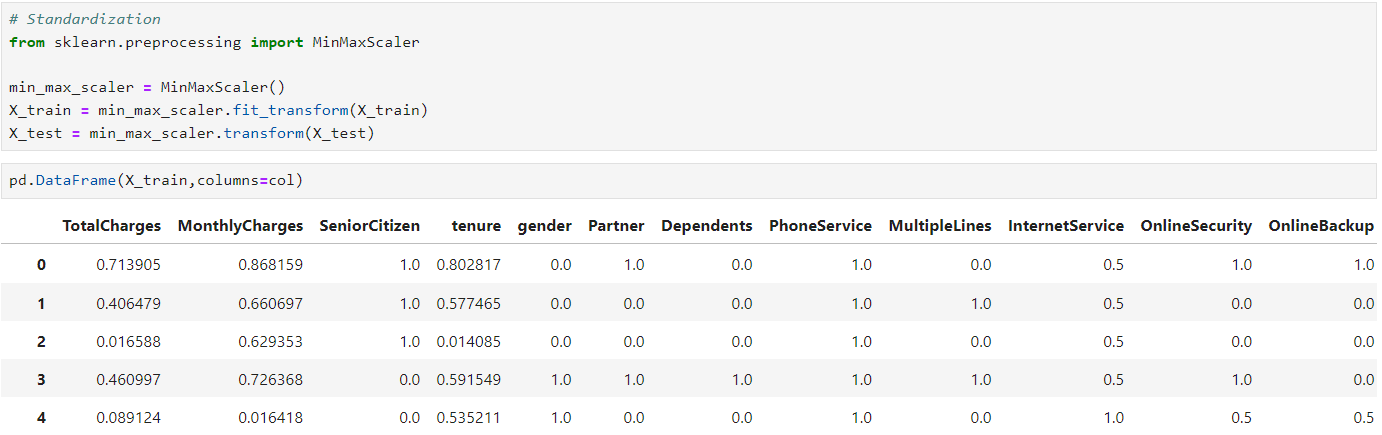 # Standardization
from sklearn.preprocessing import MinMaxScaler
min_max_scaler = MinMaxScaler()
X_train = min_max_scaler.fit_transform(X_train)
X_test = min_max_scaler.transform(X_test)
pd.DataFrame(X_train,columns=col)
TotalCharges MonthlyCharges SeniorCitizen tenure gender Partner Dependents PhoneService MultipleLines InternetService OnlineSecurity OnlineBackup
0 0.713905 0.868159 1.0 0.802817 0.0 1.0 0.0 1.0 0.0 0.5 1.0 1.0
1 0.406479 0.660697 1.0 0.577465 0.0 0.0 0.0 1.0 1.0 0.5 0.0 0.0
2 0.016588 0.629353 1.0 0.014085 0.0 0.0 0.0 1.0 0.0 0.5 0.0 0.0
3 0.460997 0.726368 0.0 0.591549 1.0 1.0 1.0 1.0 1.0 0.5 1.0 0.0
4 0.089124 0.016418 0.0 0.535211 1.0 0.0 0.0 1.0 0.0 1.0 0.5 0.5